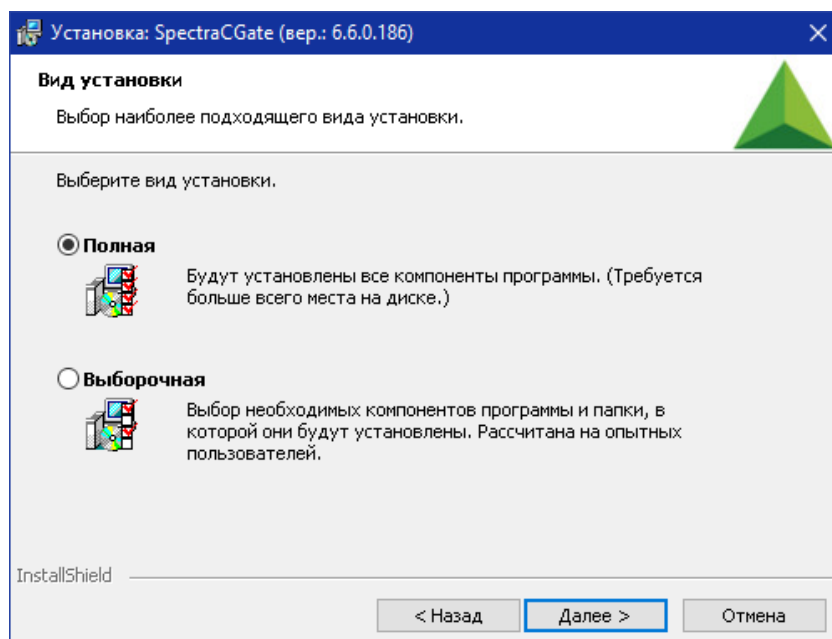 Установка: SpectraCGate (вер.: 6.6.0.186)
Вид установки
Выбор наиболее подходящего вида установки.
Выберите вид установки.
Полная
Будут установлены все компоненты программы. (Требуется
больше всего места на диске.)
Выборочная
Выбор необходимых компонентов программы и папки, в
которой они будут установлены. Рассчитана на опытных
пользователей.
InstallShield
< Назад
Далее >
Отмена